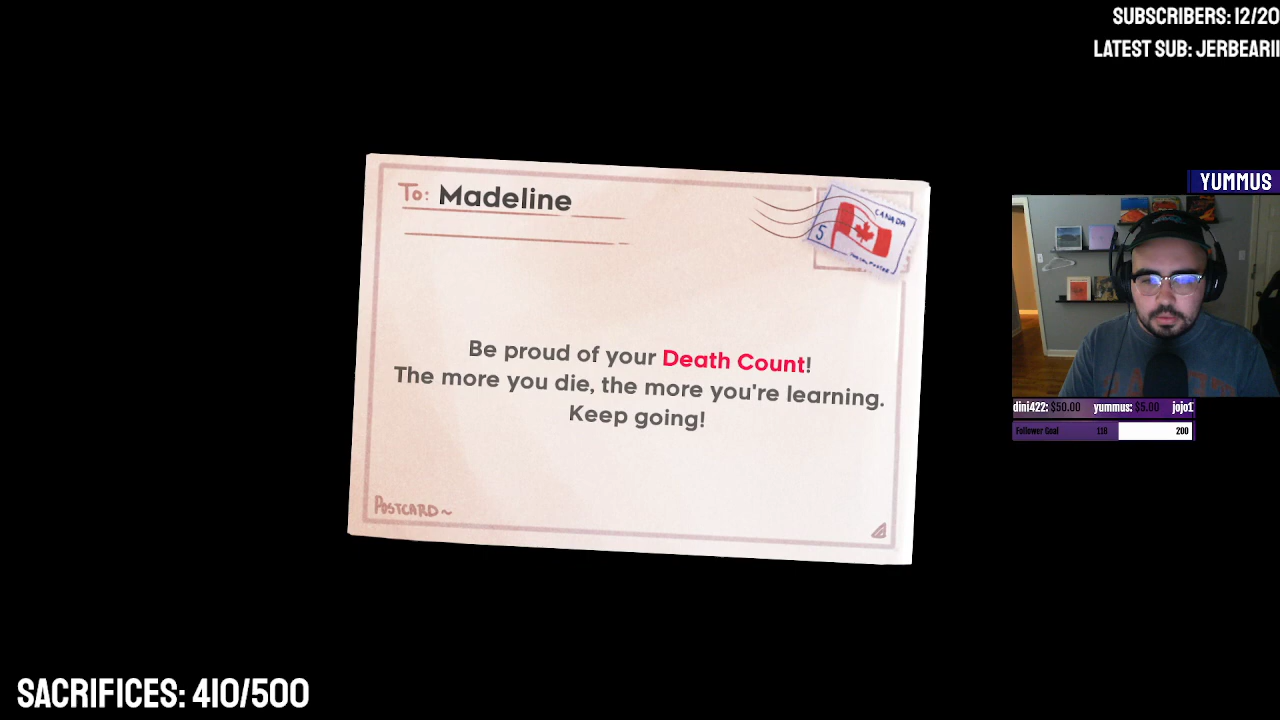 SUBSCRIBERS: 12/20
LATEST SUB: JERBEARII
To: Madeline
CANADA
5
Be proud of your Death Count!
The more you die, the more you're learning.
Keep going!
POSTCARD~
YUMMUS
dini422: $50.00 yummus: $5.00 jojo1
Follower Goal 118 200
SACRIFICES: 410/500